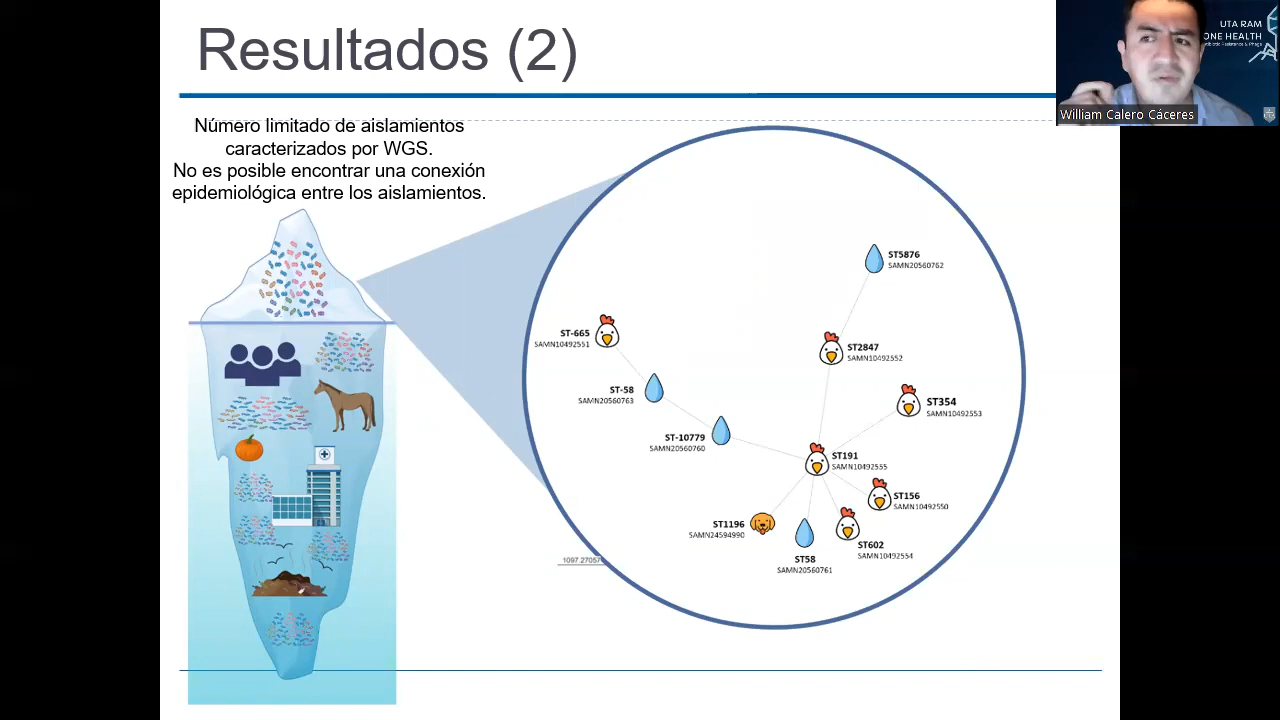 Resultados (2)
UTA RAM
ONE HEALTH
William Calero Cáceres
Número limitado de aislamientos
caracterizados por WGS.
No es posible encontrar una conexión
epidemiológica entre los aislamientos.
ST5876
SAMN20560762
ST-665
SAMN10492551
ST2847
SAMN10492552
ST-58
SAMN20560763
ST354
SAMN10492553
ST-10779
SAMN20560760
ST191
SAMN10492555
ST156
SAMN10492550
ST1196
SAMN24594990
ST58
SAMN20560761
ST602
SAMN10492554
1097.2705